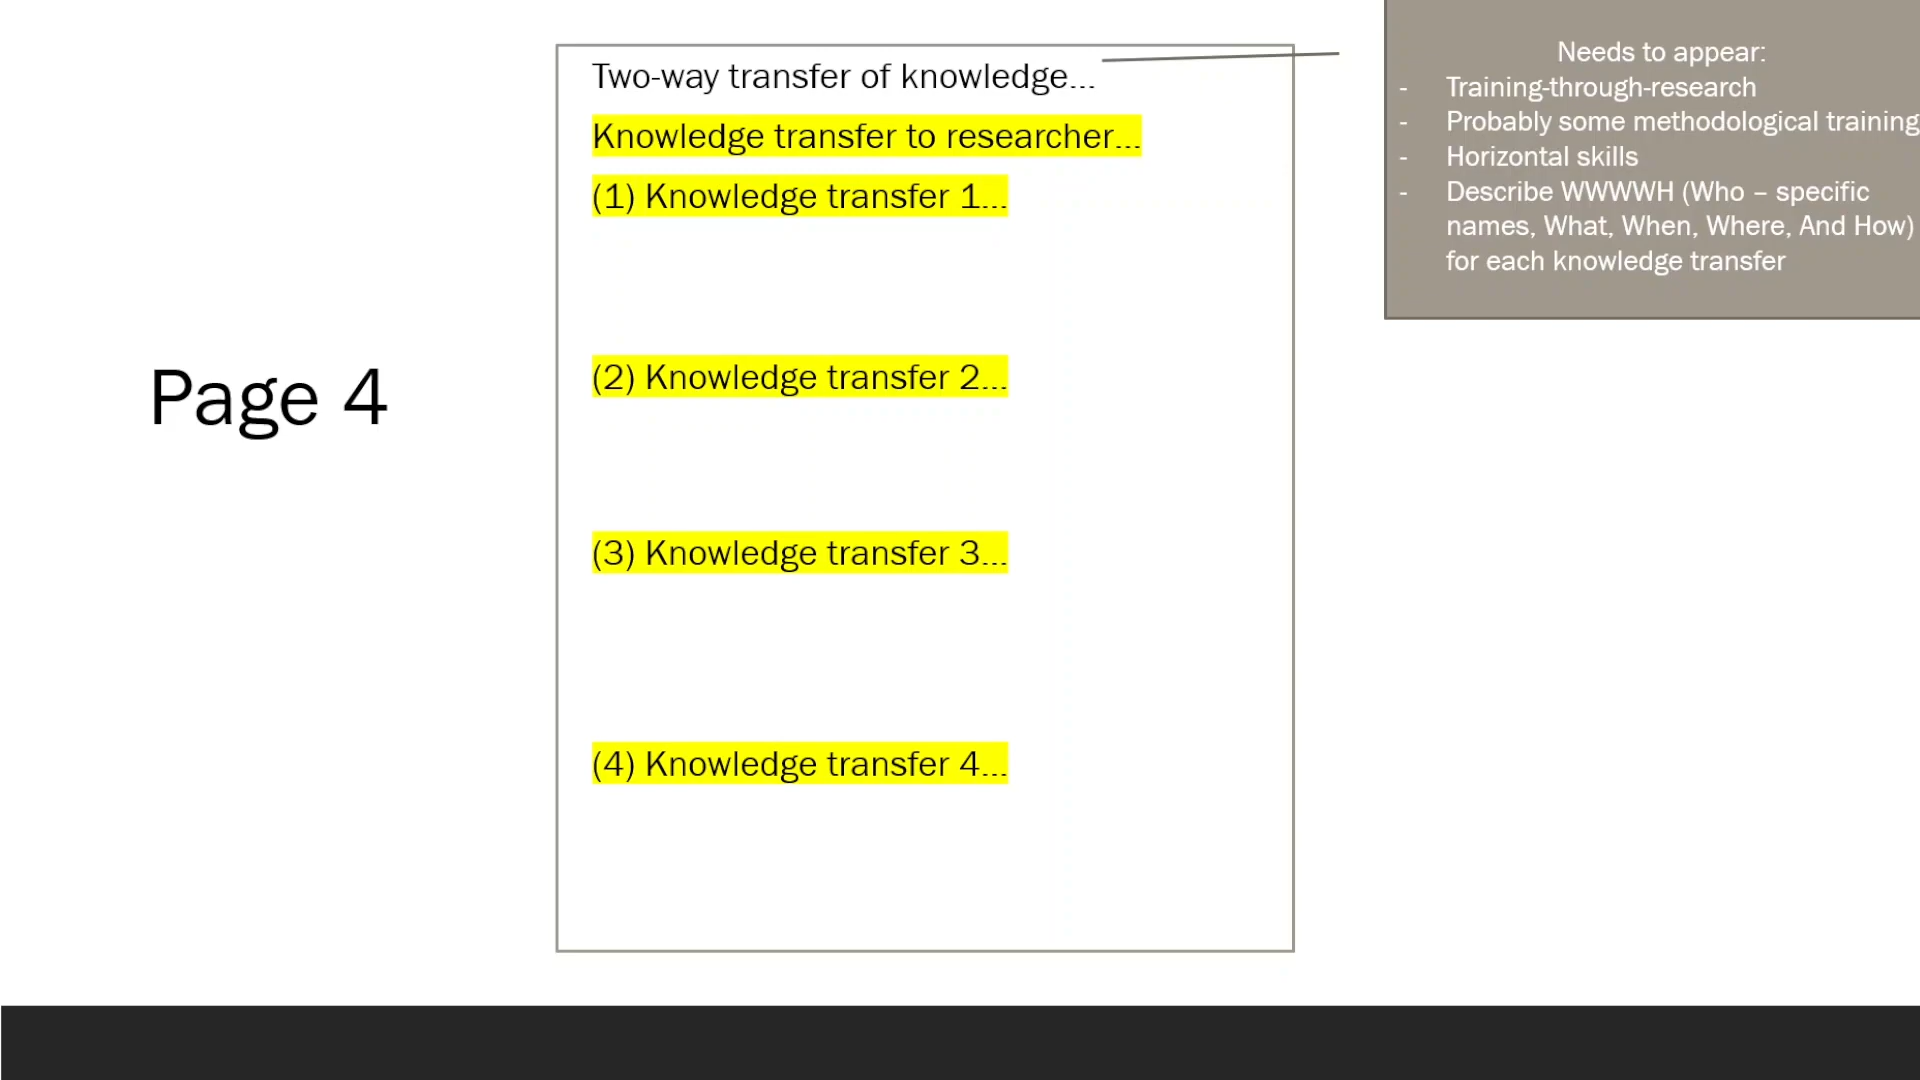 Page 4
Two-way transfer of knowledge...
Knowledge transfer to researcher...
(1) Knowledge transfer 1...
(2) Knowledge transfer 2...
(3) Knowledge transfer 3...
(4) Knowledge transfer 4...
Needs to appear:
- Training-through-research
- Probably some methodological training
- Horizontal skills
- Describe WWWWH (Who – specific
names, What, When, Where, And How)
for each knowledge transfer